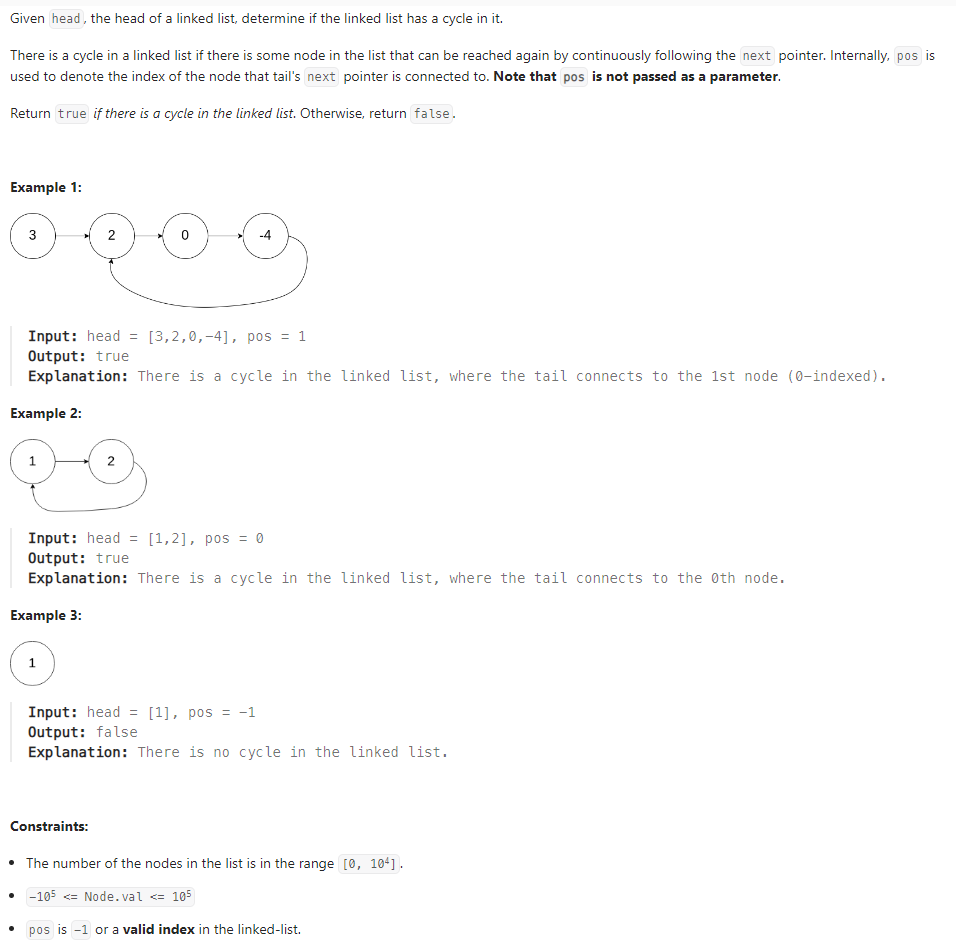 Given head, the head of a linked list, determine if the linked list has a cycle in it.
There is a cycle in a linked list if there is some node in the list that can be reached again by continuously following the next pointer. Internally, pos is
used to denote the index of the node that tail's next pointer is connected to. Note that pos is not passed as a parameter.
Return true if there is a cycle in the linked list. Otherwise, return false.
Example 1:
3 2 0 -4
Input: head = [3,2,0,-4], pos = 1
Output: true
Explanation: There is a cycle in the linked list, where the tail connects to the 1st node (0-indexed).
Example 2:
1 2
Input: head = [1,2], pos = 0
Output: true
Explanation: There is a cycle in the linked list, where the tail connects to the 0th node.
Example 3:
1
Input: head = [1], pos = -1
Output: false
Explanation: There is no cycle in the linked list.
Constraints:
• The number of the nodes in the list is in the range [0, 10⁴].
• -10⁵ <= Node.val <= 10⁵
• pos is -1 or a valid index in the linked-list.